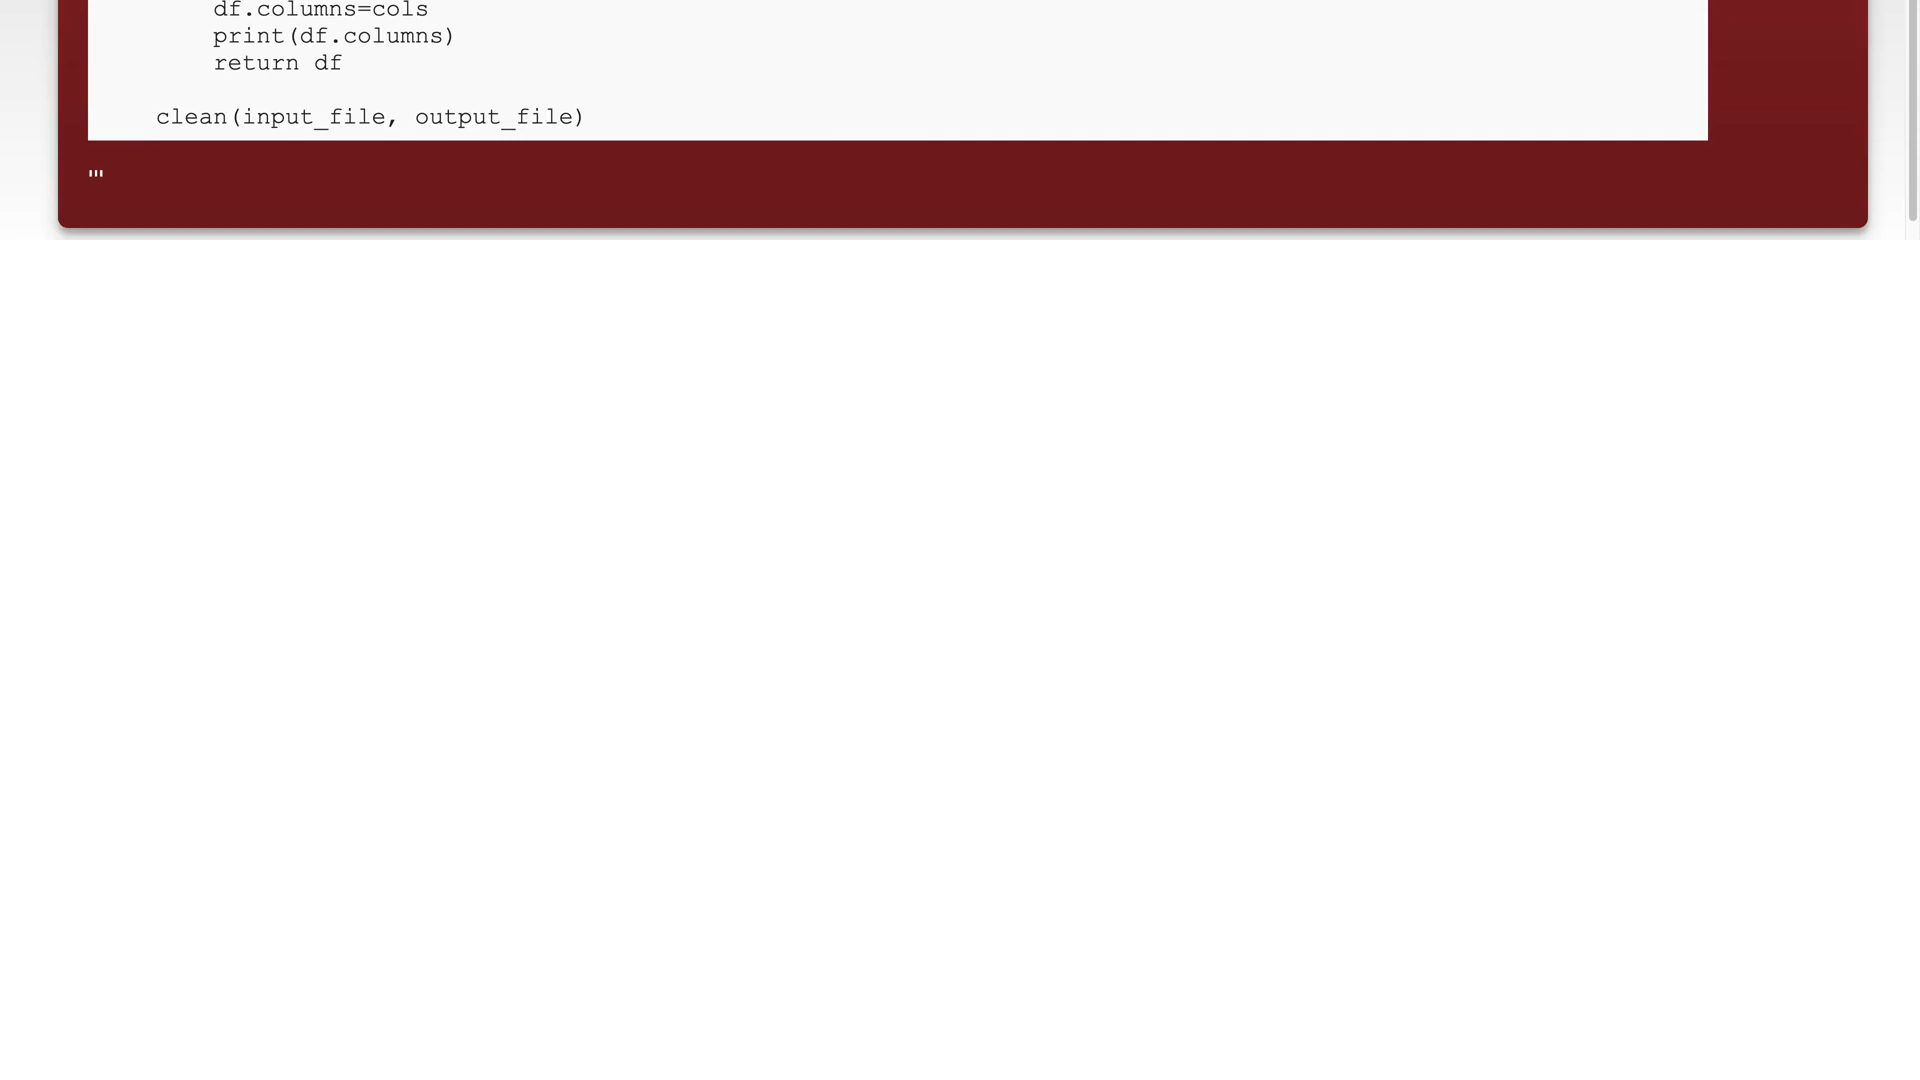 df.columns=cols
print(df.columns)
return df
clean(input_file, output_file)
'''